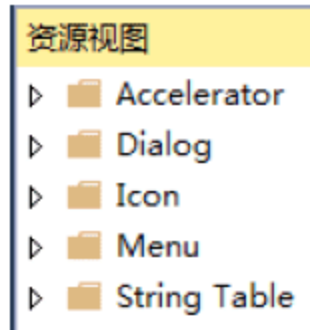 资源视图
Accelerator
Dialog
Icon
Menu
String Table